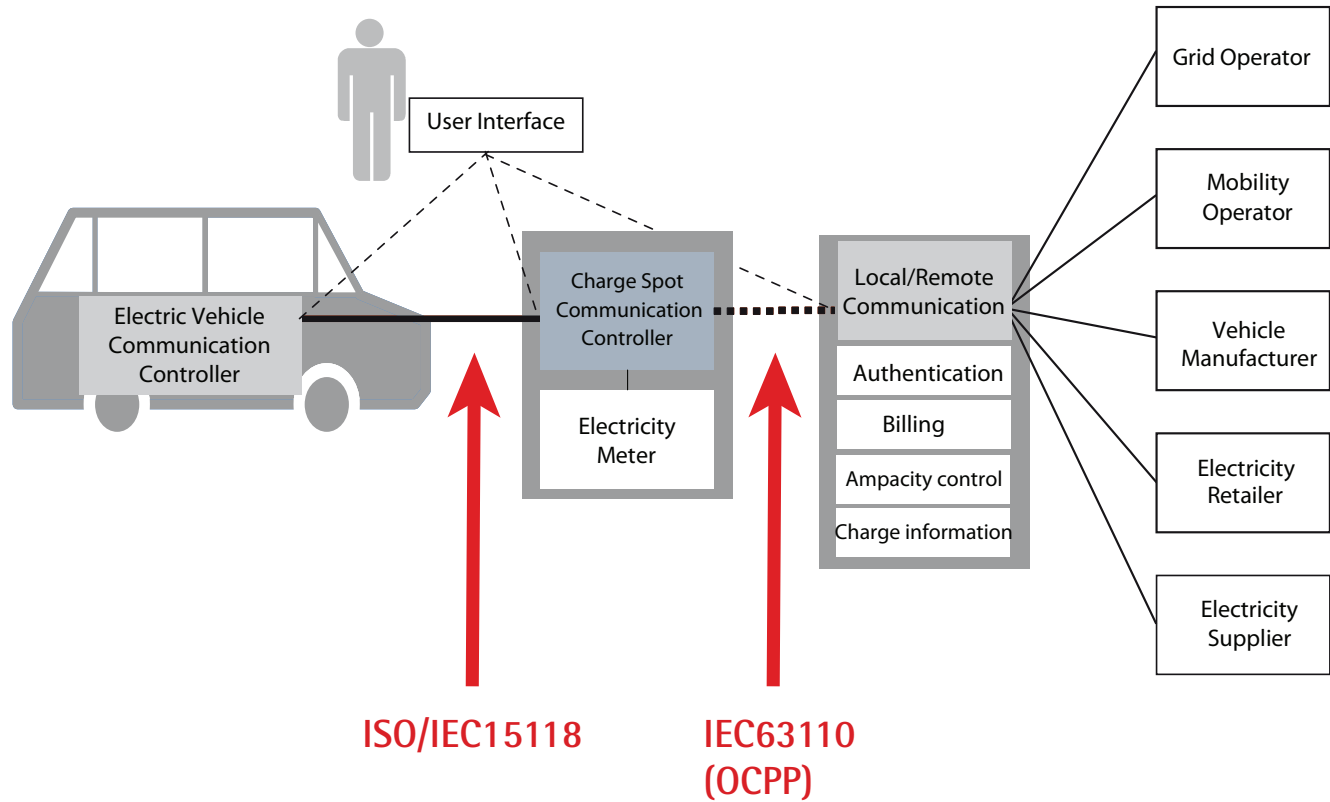 User Interface
Electric Vehicle
Communication
Controller
Charge Spot
Communication
Controller
Electricity
Meter
Local/Remote
Communication
Authentication
Billing
Ampacity control
Charge information
Grid Operator
Mobility
Operator
Vehicle
Manufacturer
Electricity
Retailer
Electricity
Supplier
ISO/IEC15118
IEC63110
(OCPP)